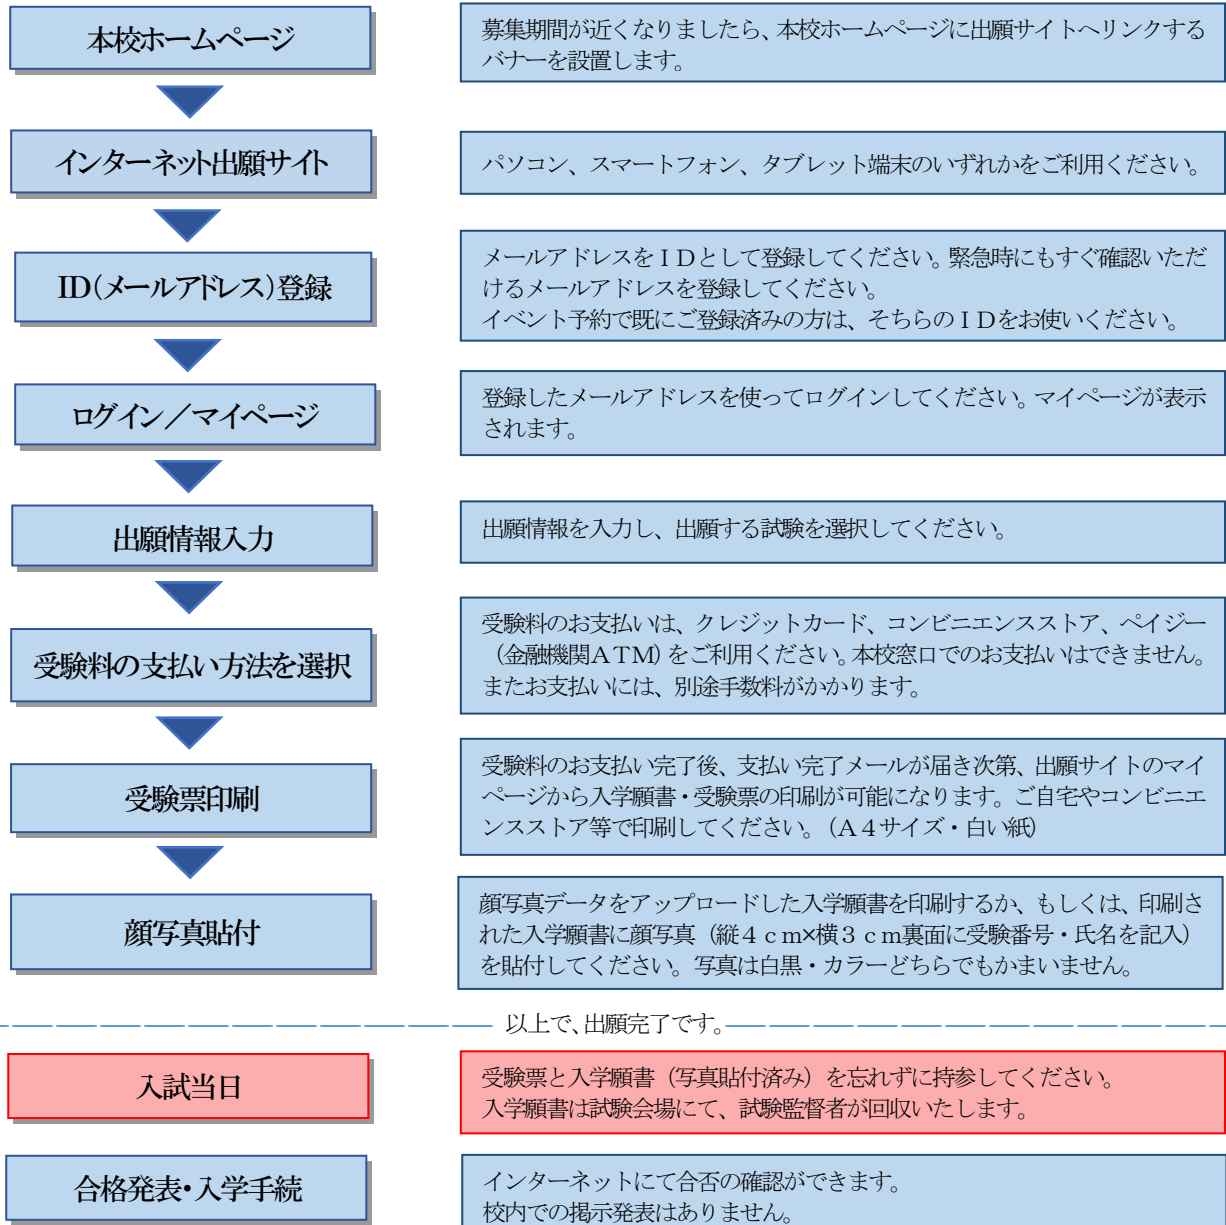 本校ホームページ
募集期間が近くなりましたら、本校ホームページに出願サイトへリンクする
バナーを設置します。
インターネット出願サイト
パソコン、スマートフォン、タブレット端末のいずれかをご利用ください。
ID(メールアドレス)登録
メールアドレスをＩＤとして登録してください。緊急時にもすぐ確認いただ
けるメールアドレスを登録してください。
イベント予約で既にご登録済みの方は、そちらのＩＤをお使いください。
ログイン／マイページ
登録したメールアドレスを使ってログインしてください。マイページが表示
されます。
出願情報入力
出願情報を入力し、出願する試験を選択してください。
受験料の支払い方法を選択
受験料のお支払いは、クレジットカード、コンビニエンスストア、ペイジー
（金融機関ＡＴＭ）をご利用ください。本校窓口でのお支払いはできません。
またお支払いには、別途手数料がかかります。
受験票印刷
受験料のお支払い完了後、支払い完了メールが届き次第、出願サイトのマイ
ページから入学願書・受験票の印刷が可能になります。ご自宅やコンビニエ
ンスストア等で印刷してください。（Ａ４サイズ・白い紙）
顔写真貼付
顔写真データをアップロードした入学願書を印刷するか、もしくは、印刷さ
れた入学願書に顔写真（縦４ｃｍ×横３ｃｍ裏面に受験番号・氏名を記入）
を貼付してください。写真は白黒・カラーどちらでもかまいません。
以上で、出願完了です。
入試当日
受験票と入学願書（写真貼付済み）を忘れずに持参してください。
入学願書は試験会場にて、試験監督者が回収いたします。
合格発表・入学手続
インターネットにて合否の確認ができます。
校内での掲示発表はありません。